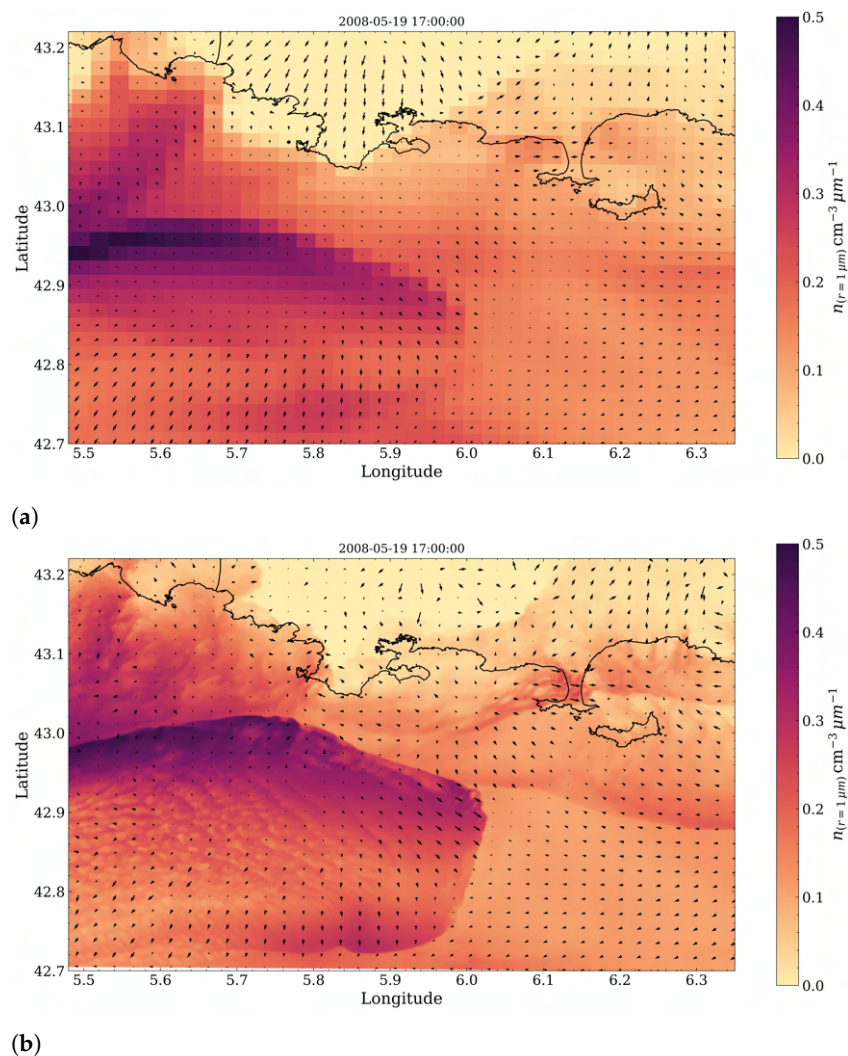 2008-05-19 17:00:00
43.2
43.1
43.0
42.9
42.8
42.7
Latitude
5.5 5.6 5.7 5.8 5.9 6.0 6.1 6.2 6.3
Longitude
0.5
0.4
0.3
0.2
0.1
0.0
n(r = 1 μm) cm⁻³ μm⁻¹
(a)
2008-05-19 17:00:00
43.2
43.1
43.0
42.9
42.8
42.7
Latitude
5.5 5.6 5.7 5.8 5.9 6.0 6.1 6.2 6.3
Longitude
0.5
0.4
0.3
0.2
0.1
0.0
n(r = 1 μm) cm⁻³ μm⁻¹
(b)